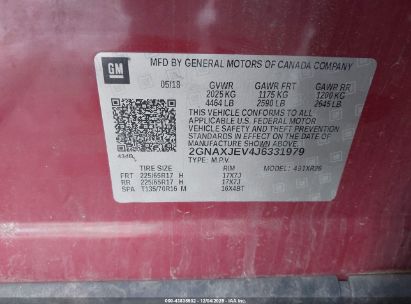 GM
MFD BY GENERAL MOTORS OF CANADA COMPANY
05/18 GVWR GAWR FRT GAWR RR
2025 KG 1175 KG 1200 KG
4464 LB 2590 LB 2645 LB
THIS VEHICLE CONFORMS TO ALL
APPLICABLE U.S. FEDERAL MOTOR
VEHICLE SAFETY, BUMPER, AND THEFT
PREVENTION STANDARDS IN EFFECT ON
THE DATE OF MANUFACTURE SHOWN ABOVE.
2GNAXJEV4J6331979
TYPE: M.P.V. MODEL:
TIRE SIZE RIM
FRT 225/65R17 H 17X7J
RR 225/65R17 H 17X7J
SPA T135/70R16 M 16X4BT